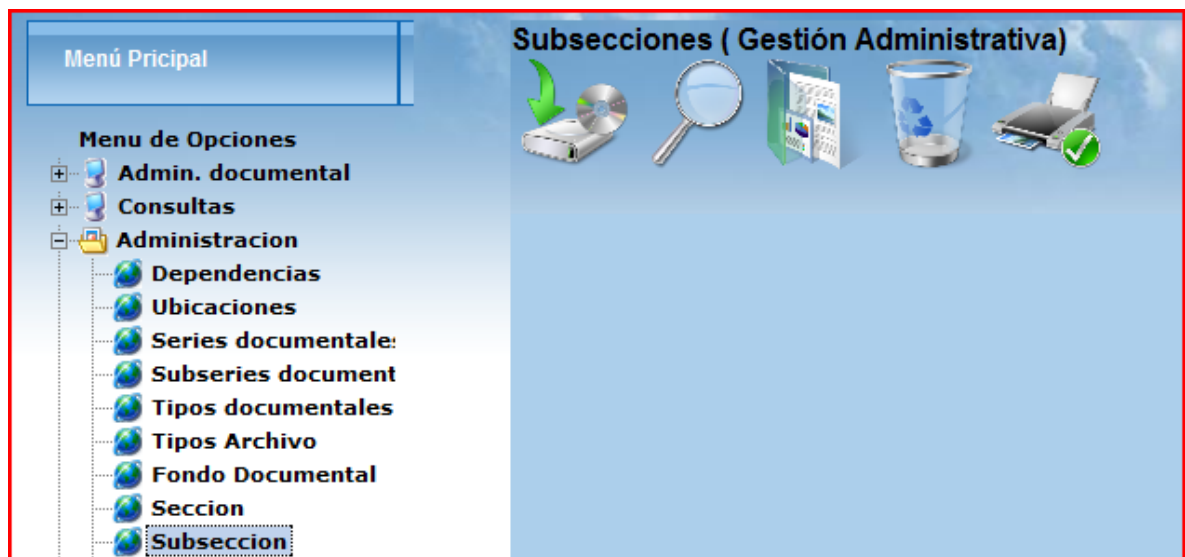 Menú Pricipal
Subsecciones ( Gestión Administrativa)
Menu de Opciones
Admin. documental
Consultas
Administracion
Dependencias
Ubicaciones
Series documentale
Subseries document
Tipos documentales
Tipos Archivo
Fondo Documental
Seccion
Subseccion